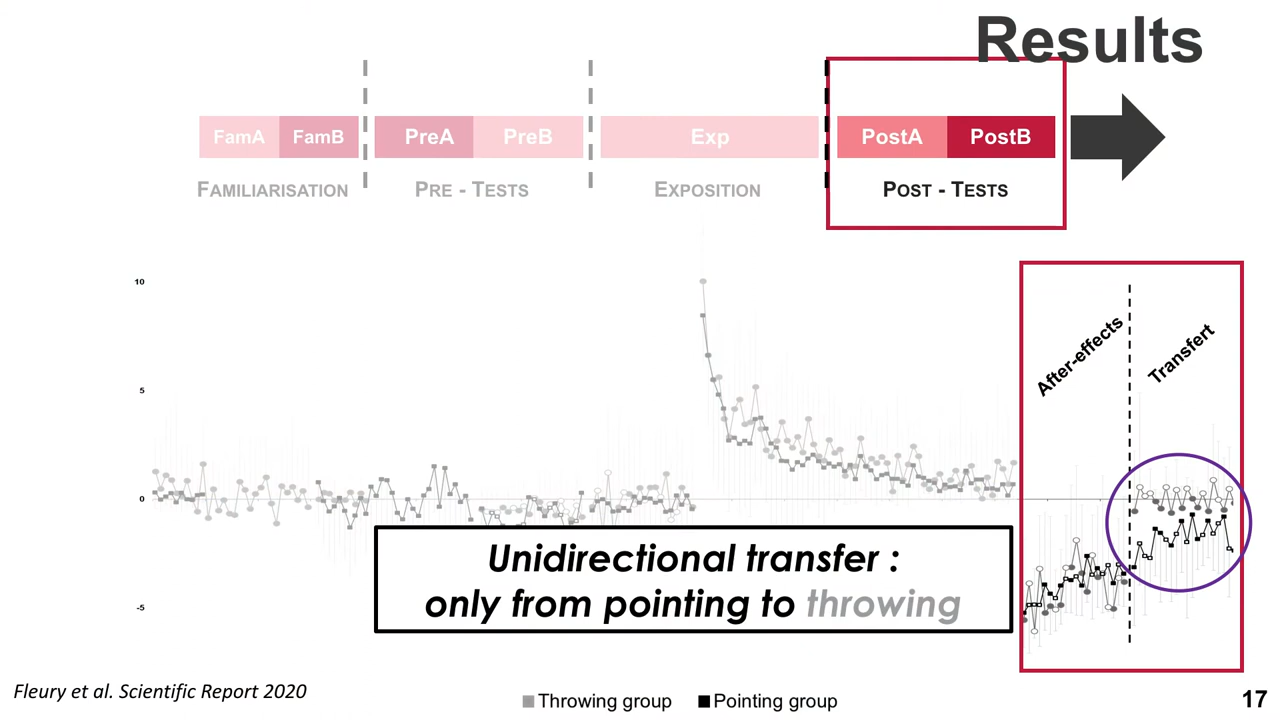 Results
FamA FamB PreA PreB Exp PostA PostB
FAMILIARISATION PRE - TESTS EXPOSITION POST - TESTS
10
5
0
-5
After-effects
Transfert
Unidirectional transfer :
only from pointing to throwing
Fleury et al. Scientific Report 2020
Throwing group Pointing group
17